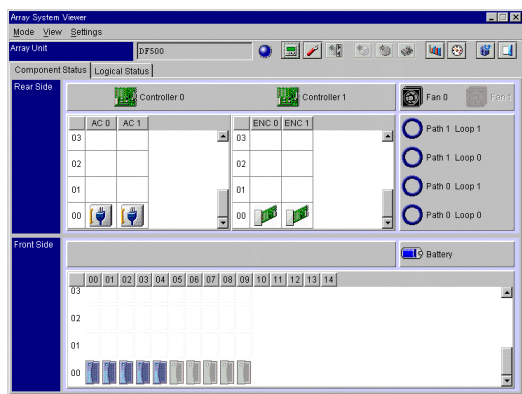 Array System Viewer
Mode View Settings
Array Unit DF500
Component Status Logical Status
Rear Side
Controller 0 Controller 1 Fan 0 Fan 1
AC 0 AC 1 ENC 0 ENC 1
03 03 Path 1 Loop 1
02 02 Path 1 Loop 0
01 01 Path 0 Loop 1
00 00 Path 0 Loop 0
Front Side Battery
00 01 02 03 04 05 06 07 08 09 10 11 12 13 14
03
02
01
00